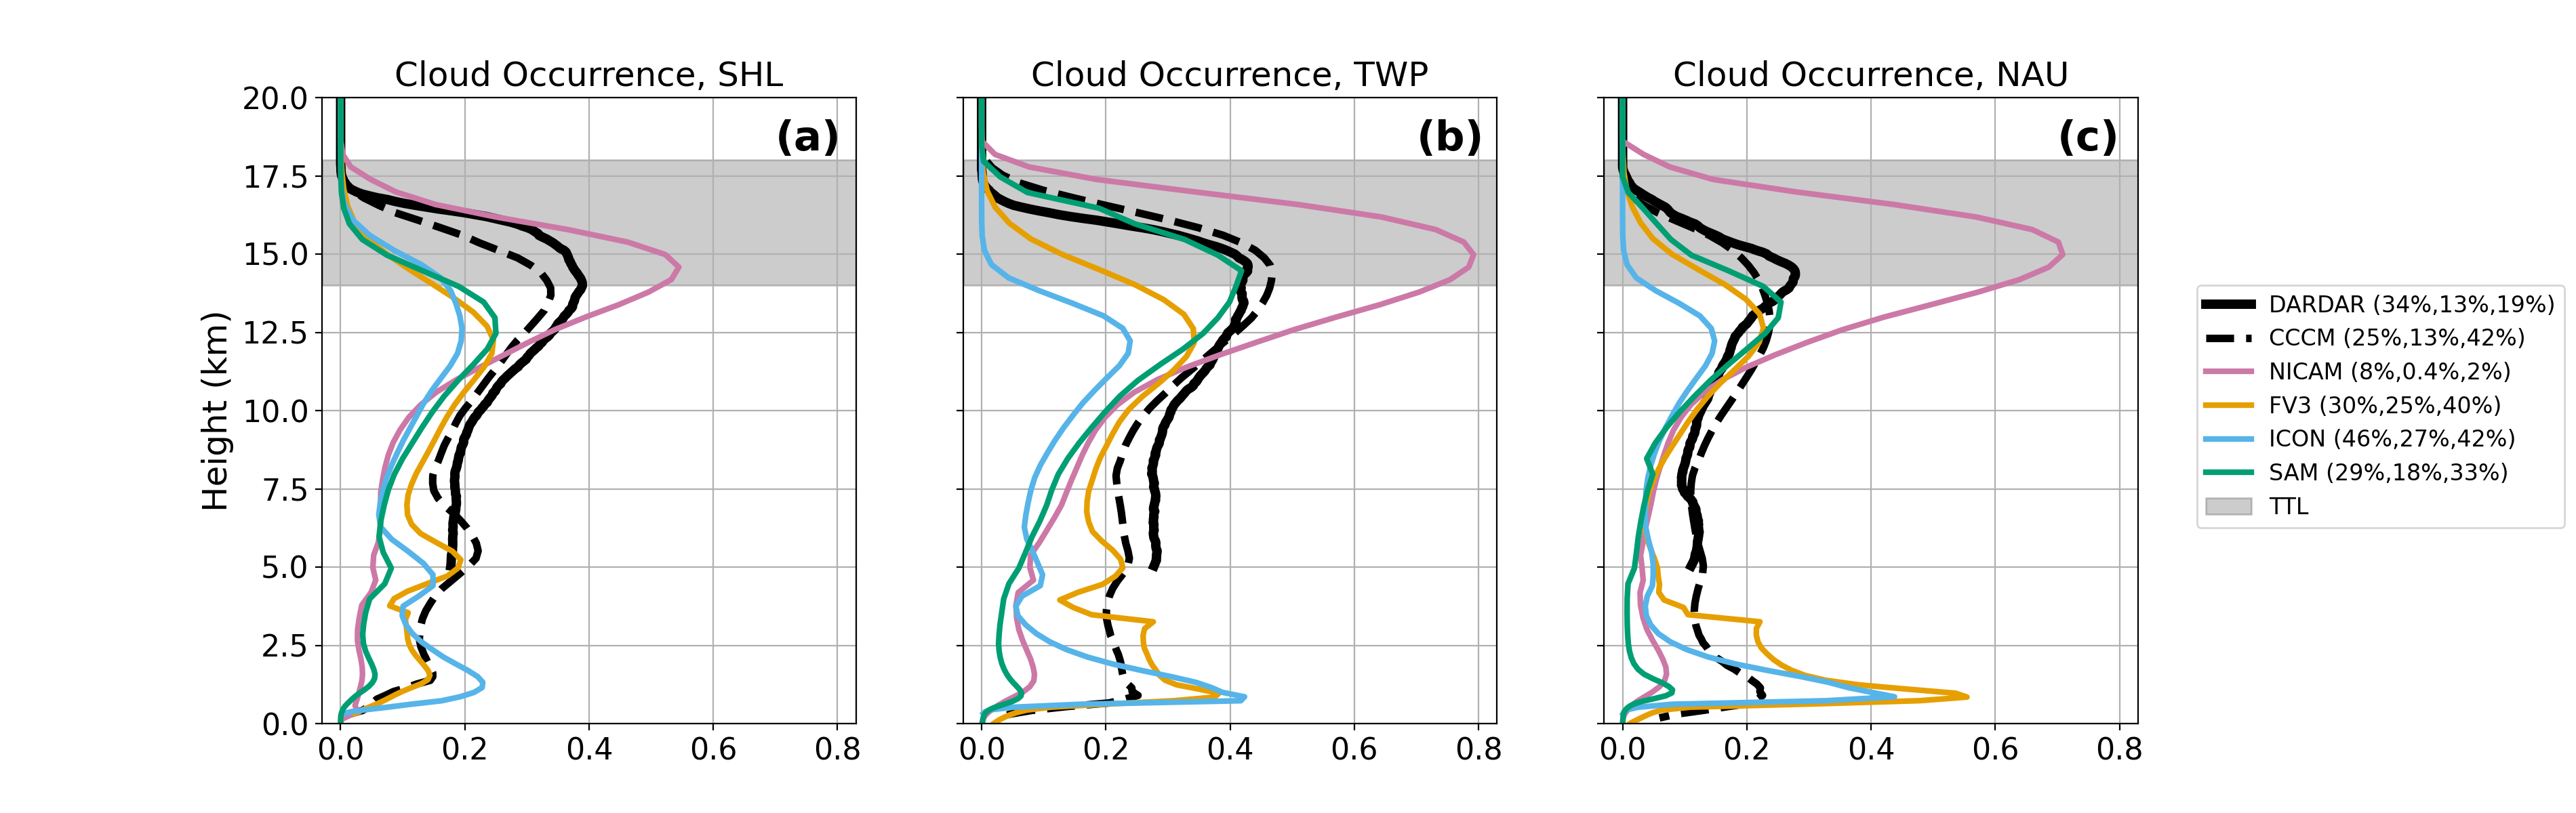 Cloud Occurrence, SHL
Cloud Occurrence, TWP
Cloud Occurrence, NAU
(a)
(b)
(c)
Height (km)
20.0
17.5
15.0
12.5
10.0
7.5
5.0
2.5
0.0
0.0 0.2 0.4 0.6 0.8
0.0 0.2 0.4 0.6 0.8
0.0 0.2 0.4 0.6 0.8
DARDAR (34%,13%,19%)
CCCM (25%,13%,42%)
NICAM (8%,0.4%,2%)
FV3 (30%,25%,40%)
ICON (46%,27%,42%)
SAM (29%,18%,33%)
TTL